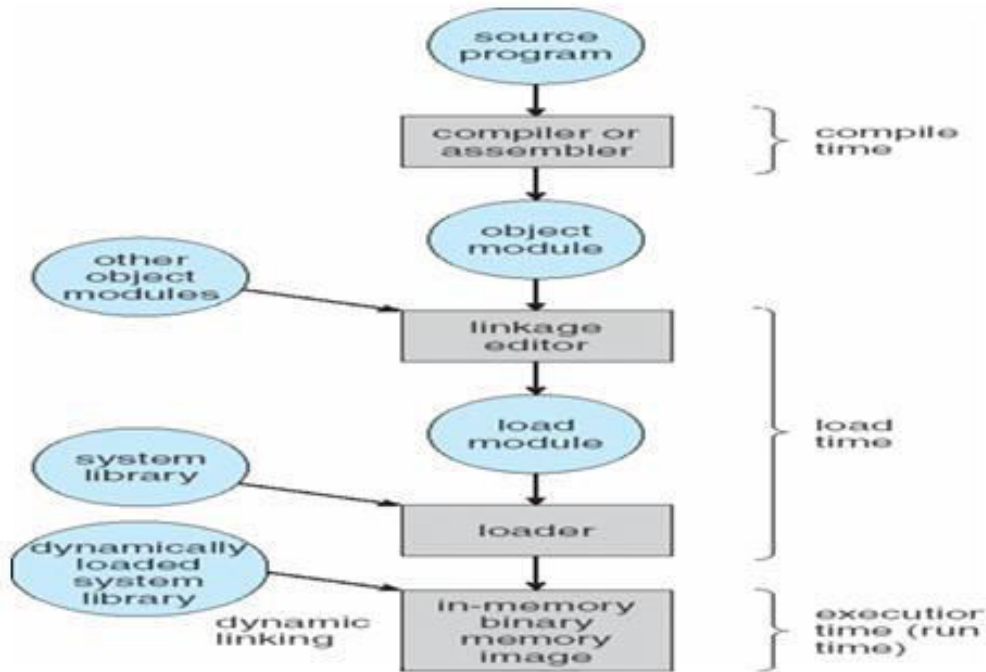 source
program
compiler or
assembler
compile
time
object
module
other
object
modules
linkage
editor
load
module
load
time
system
library
loader
dynamically
loaded
system
library
dynamic
linking
in-memory
binary
memory
image
execution
time (run
time)